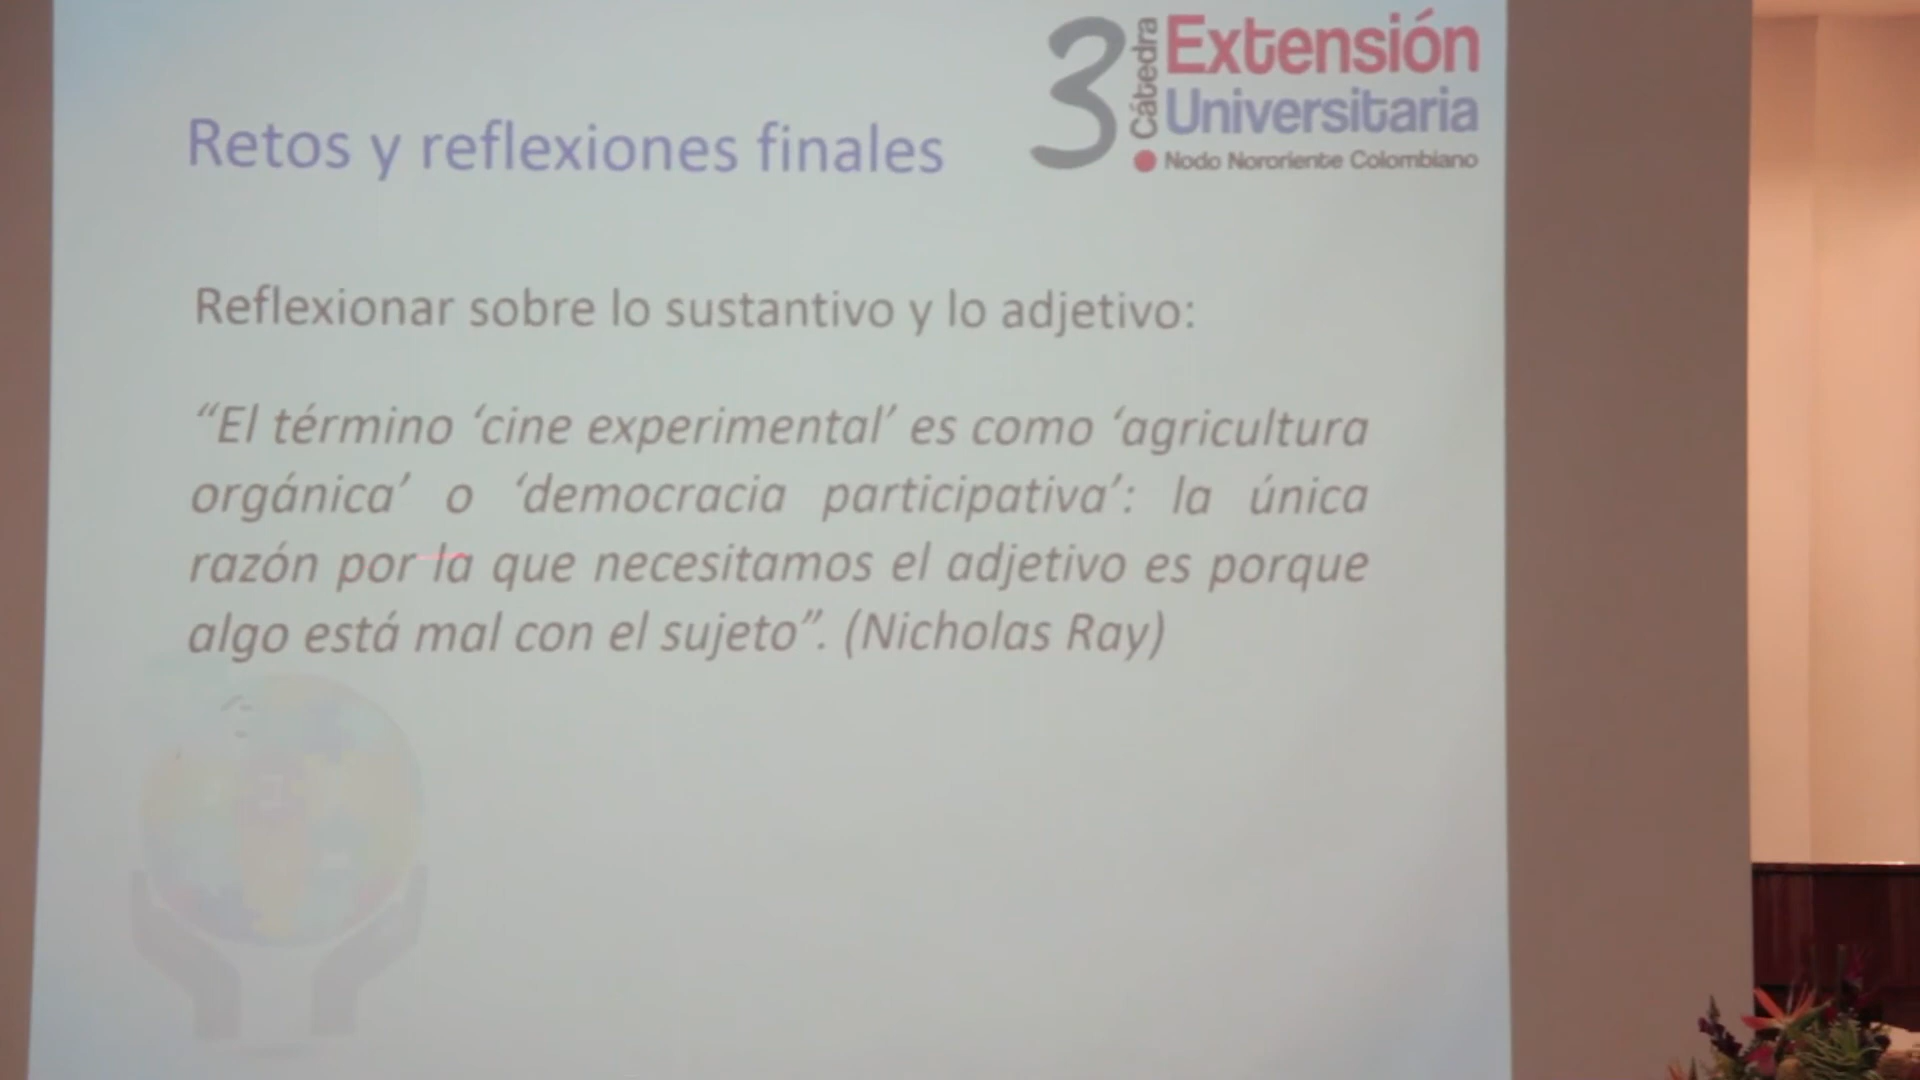 3 Cátedra
Extensión
Universitaria
Nodo Nororiente Colombiano
Retos y reflexiones finales
Reflexionar sobre lo sustantivo y lo adjetivo:
“El término ‘cine experimental’ es como ‘agricultura
orgánica’ o ‘democracia participativa’: la única
razón por la que necesitamos el adjetivo es porque
algo está mal con el sujeto”. (Nicholas Ray)